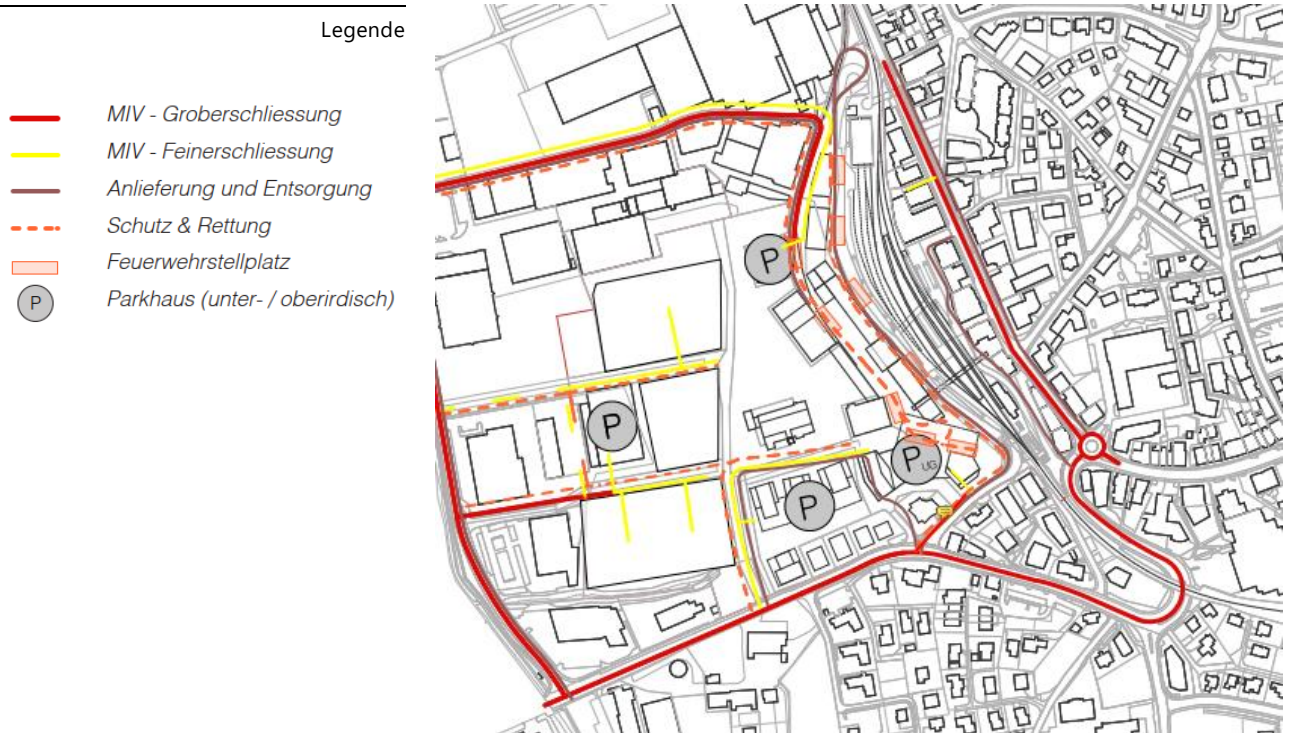 Legende
MIV - Groberschliessung
MIV - Feinerschliessung
Anlieferung und Entsorgung
Schutz & Rettung
Feuerwehrstellplatz
P
Parkhaus (unter- / oberirdisch)
P
P
P UG
P